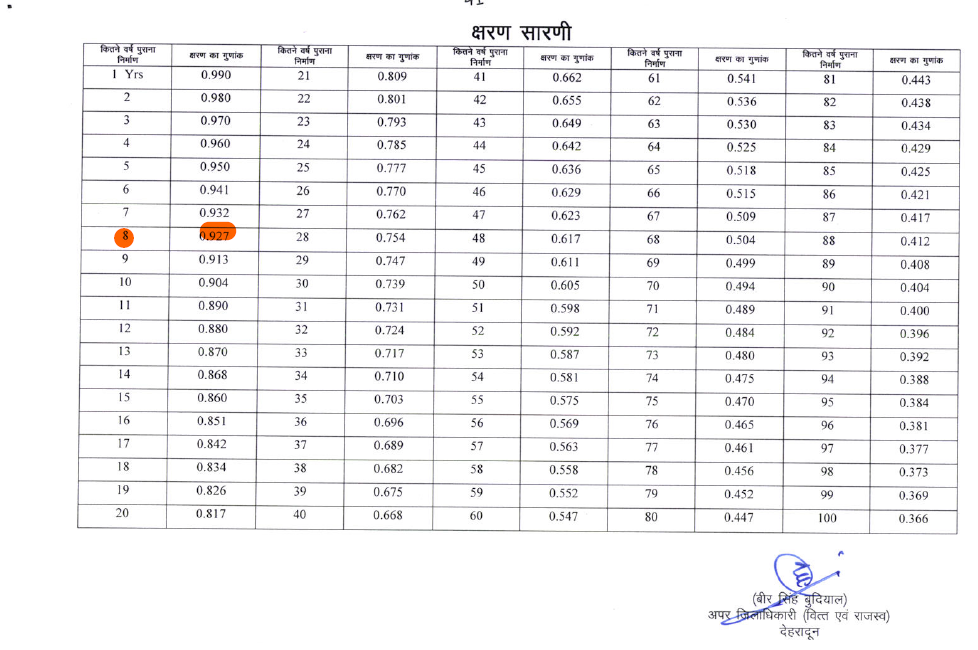 क्षरण सारणी
कितने वर्ष पुराना निर्माण | क्षरण का गुणांक | कितने वर्ष पुराना निर्माण | क्षरण का गुणांक | कितने वर्ष पुराना निर्माण | क्षरण का गुणांक | कितने वर्ष पुराना निर्माण | क्षरण का गुणांक | कितने वर्ष पुराना निर्माण | क्षरण का गुणांक
1 Yrs | 0.990 | 21 | 0.809 | 41 | 0.662 | 61 | 0.541 | 81 | 0.443
2 | 0.980 | 22 | 0.801 | 42 | 0.655 | 62 | 0.536 | 82 | 0.438
3 | 0.970 | 23 | 0.793 | 43 | 0.649 | 63 | 0.530 | 83 | 0.434
4 | 0.960 | 24 | 0.785 | 44 | 0.642 | 64 | 0.525 | 84 | 0.429
5 | 0.950 | 25 | 0.777 | 45 | 0.636 | 65 | 0.518 | 85 | 0.425
6 | 0.941 | 26 | 0.770 | 46 | 0.629 | 66 | 0.515 | 86 | 0.421
7 | 0.932 | 27 | 0.762 | 47 | 0.623 | 67 | 0.509 | 87 | 0.417
8 | 0.927 | 28 | 0.754 | 48 | 0.617 | 68 | 0.504 | 88 | 0.412
9 | 0.913 | 29 | 0.747 | 49 | 0.611 | 69 | 0.499 | 89 | 0.408
10 | 0.904 | 30 | 0.739 | 50 | 0.605 | 70 | 0.494 | 90 | 0.404
11 | 0.890 | 31 | 0.731 | 51 | 0.598 | 71 | 0.489 | 91 | 0.400
12 | 0.880 | 32 | 0.724 | 52 | 0.592 | 72 | 0.484 | 92 | 0.396
13 | 0.870 | 33 | 0.717 | 53 | 0.587 | 73 | 0.480 | 93 | 0.392
14 | 0.868 | 34 | 0.710 | 54 | 0.581 | 74 | 0.475 | 94 | 0.388
15 | 0.860 | 35 | 0.703 | 55 | 0.575 | 75 | 0.470 | 95 | 0.384
16 | 0.851 | 36 | 0.696 | 56 | 0.569 | 76 | 0.465 | 96 | 0.381
17 | 0.842 | 37 | 0.689 | 57 | 0.563 | 77 | 0.461 | 97 | 0.377
18 | 0.834 | 38 | 0.682 | 58 | 0.558 | 78 | 0.456 | 98 | 0.373
19 | 0.826 | 39 | 0.675 | 59 | 0.552 | 79 | 0.452 | 99 | 0.369
20 | 0.817 | 40 | 0.668 | 60 | 0.547 | 80 | 0.447 | 100 | 0.366
(बीर सिंह बुदियाल)
अपर जिलाधिकारी (वित्त एवं राजस्व)
देहरादून